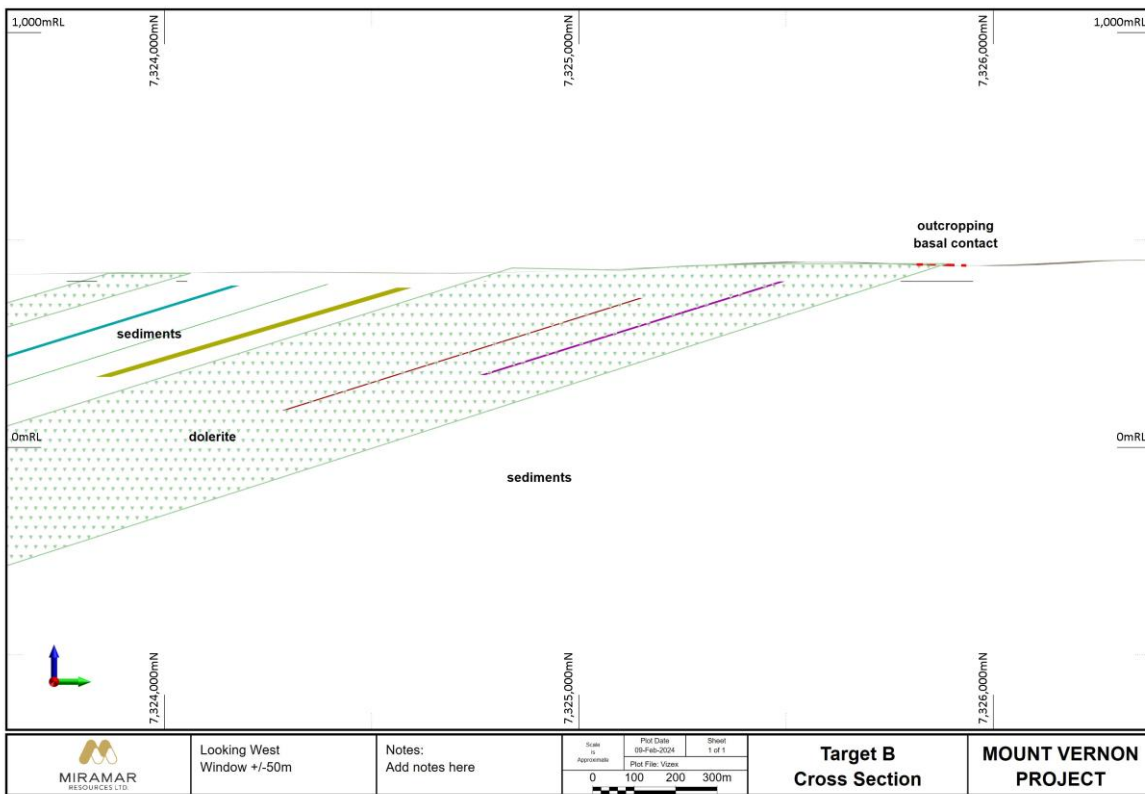 1,000mRL
7,324,000mN
7,325,000mN
7,326,000mN
1,000mRL
outcropping
basal contact
sediments
0mRL
dolerite
0mRL
sediments
7,324,000mN
7,325,000mN
7,326,000mN
MIRAMAR
RESOURCES LTD.
Looking West
Window +/-50m
Notes:
Add notes here
Scale
is
Approximate
Plot Date
09-Feb-2024
Sheet
1 of 1
Plot File: Vizex
0 100 200 300m
Target B
Cross Section
MOUNT VERNON
PROJECT